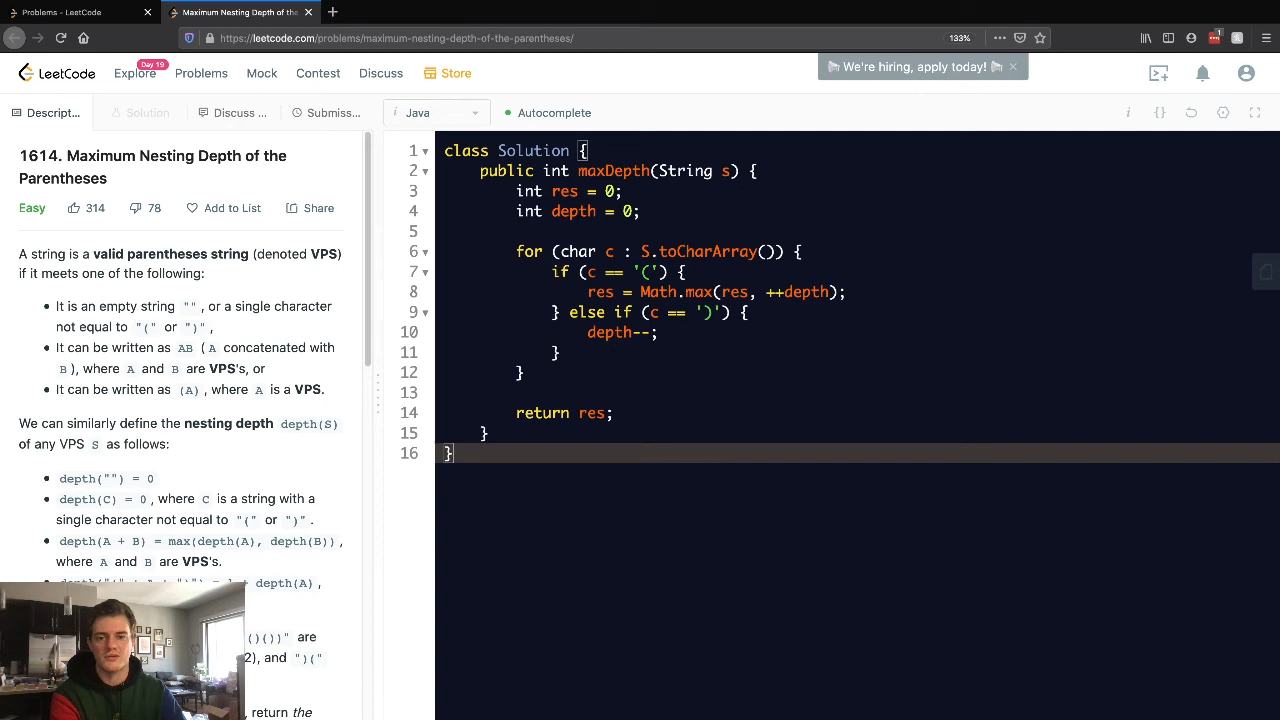 Problems - LeetCode
Maximum Nesting Depth of the
https://leetcode.com/problems/maximum-nesting-depth-of-the-parentheses/
133%
1
LeetCode
Explore
Day 19
Problems
Mock
Contest
Discuss
Store
We're hiring, apply today!
Descript...
Solution
Discuss ...
Submiss...
i Java
Autocomplete
1614. Maximum Nesting Depth of the
Parentheses
Easy
314
78
Add to List
Share
A string is a valid parentheses string (denoted VPS)
if it meets one of the following:
• It is an empty string "", or a single character
not equal to "(" or ")",
• It can be written as AB (A concatenated with
B), where A and B are VPS's, or
• It can be written as (A), where A is a VPS.
We can similarly define the nesting depth depth(S)
of any VPS S as follows:
• depth("") = 0
• depth(C) = 0, where C is a string with a
single character not equal to "(" or ")".
• depth(A + B) = max(depth(A), depth(B)),
where A and B are VPS's.
depth(A),
()())" are
2), and ")("
, return the
1 class Solution {
2 public int maxDepth(String s) {
3 int res = 0;
4 int depth = 0;
5
6 for (char c : S.toCharArray()) {
7 if (c == '(') {
8 res = Math.max(res, ++depth);
9 } else if (c == ')') {
10 depth--;
11 }
12 }
13
14 return res;
15 }
16 }